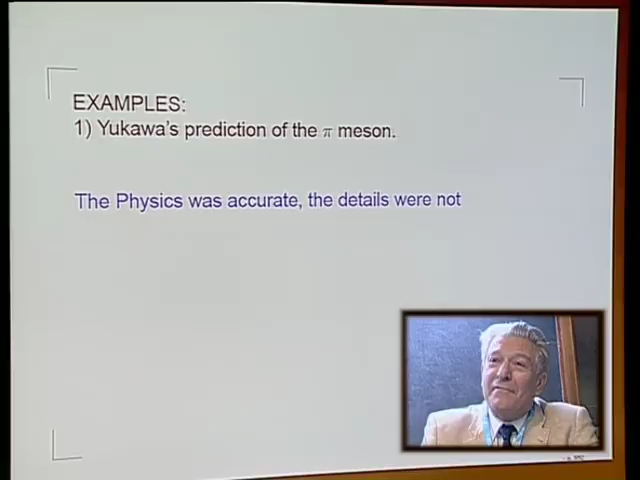 EXAMPLES:
1) Yukawa's prediction of the π meson.
The Physics was accurate, the details were not